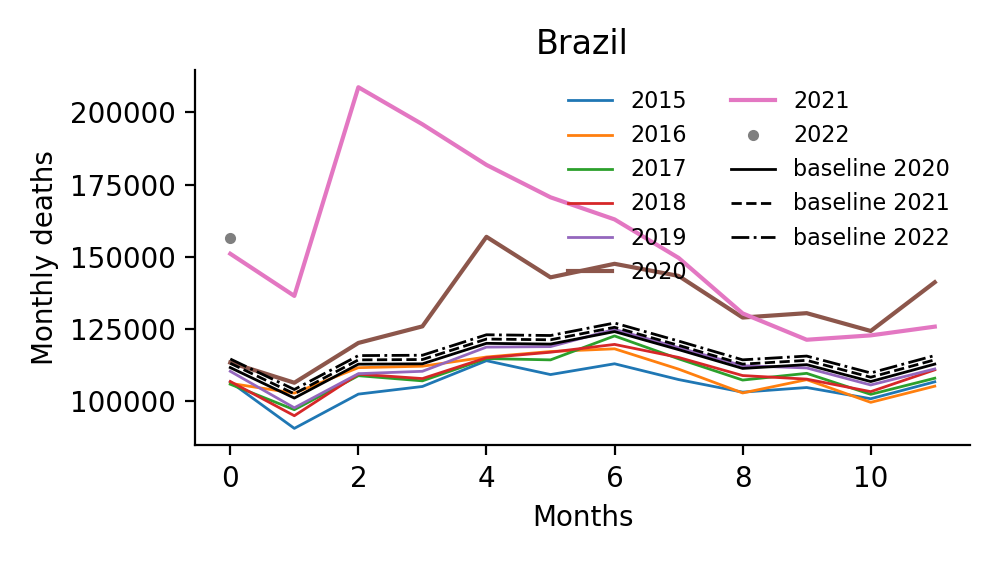 Brazil
Monthly deaths
200000
175000
150000
125000
100000
2015
2016
2017
2018
2019
2020
2021
2022
baseline 2020
baseline 2021
baseline 2022
0 2 4 6 8 10
Months